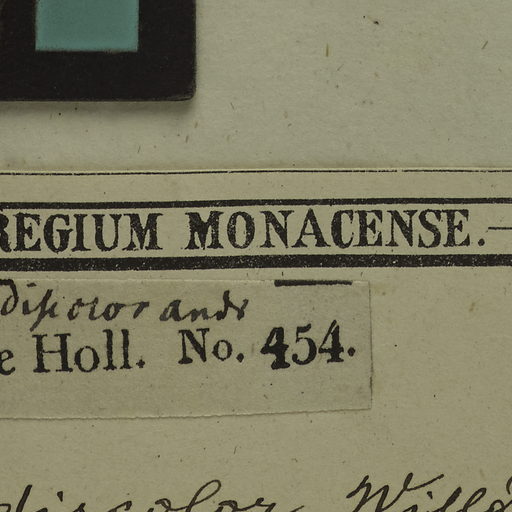 REGIUM MONACENSE.—
discolor andr
e Holl. No. 454.
discolor Willd